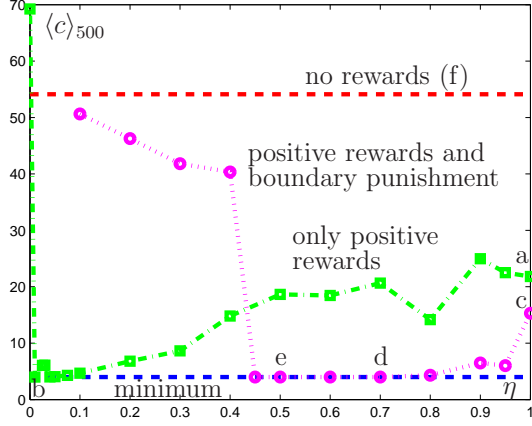 70
⟨c⟩500
60
no rewards (f)
50
positive rewards and
boundary punishment
40
30
only positive
rewards
a
20
c
10
e
d
b
minimum
η
0
0
0.1
0.2
0.3
0.4
0.5
0.6
0.7
0.8
0.9
1